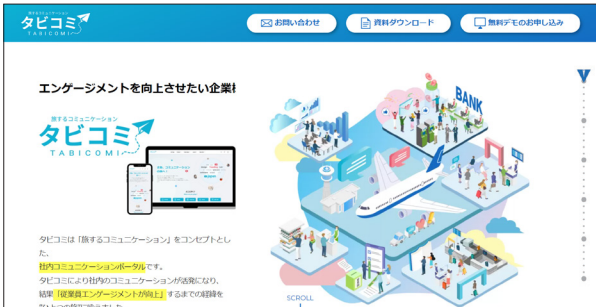 旅するコミュニケーション
タビコミ
TABICOMI
お問い合わせ
資料ダウンロード
無料デモのお申し込み
エンゲージメントを向上させたい企業様
旅するコミュニケーション
タビコミ
TABICOMI
BANK
タビコミは「旅するコミュニケーション」をコンセプトとし
た、
社内コミュニケーションポータルです。
タビコミにより社内のコミュニケーションが活発になり、
結果「従業員エンゲージメントが向上」するまでの経緯を
SCROLL